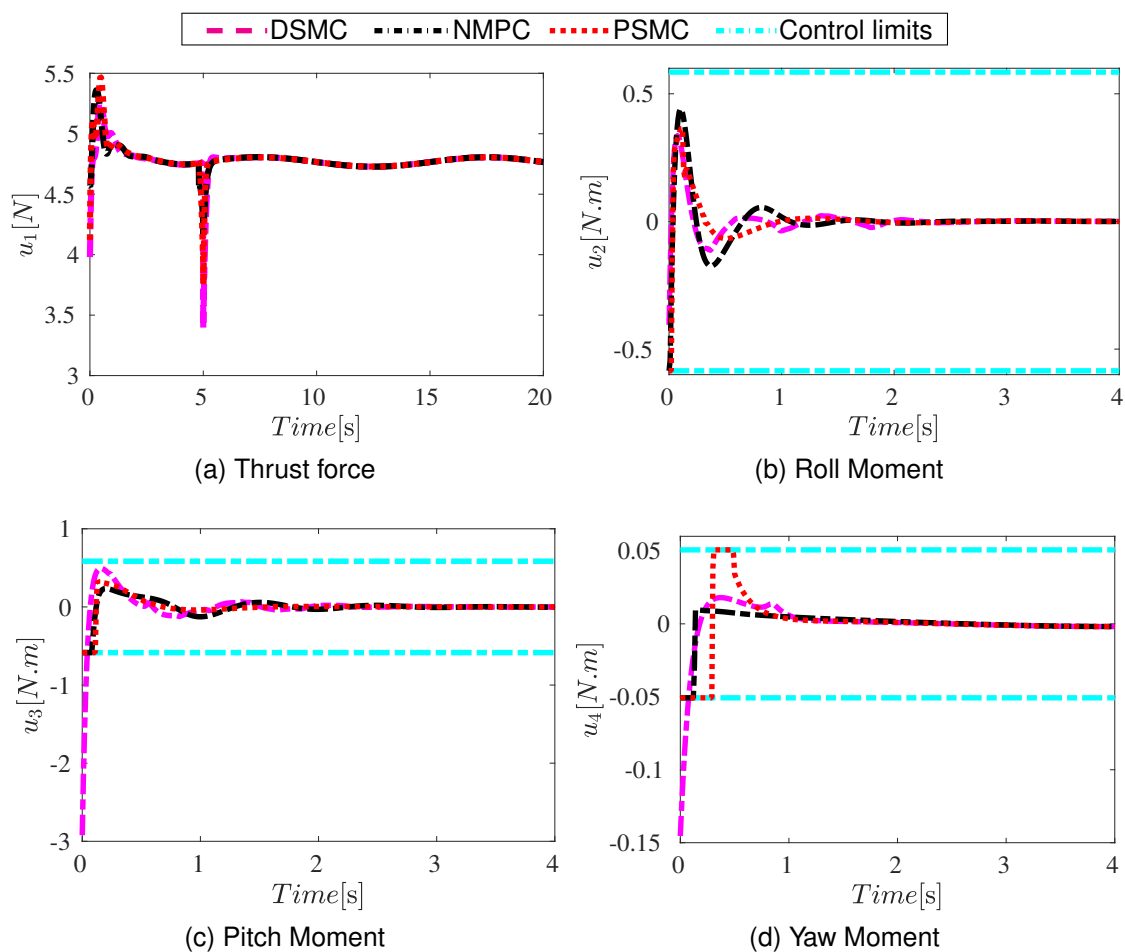 DSMC NMPC PSMC Control limits
5.5
5
4.5
4
3.5
3
u1[N]
0 5 10 15 20
Time[s]
(a) Thrust force
0.5
0
-0.5
u2[N.m]
0 1 2 3 4
Time[s]
(b) Roll Moment
1
0
-1
-2
-3
u3[N.m]
0 1 2 3 4
Time[s]
(c) Pitch Moment
0.05
0
-0.05
-0.1
-0.15
u4[N.m]
0 1 2 3 4
Time[s]
(d) Yaw Moment